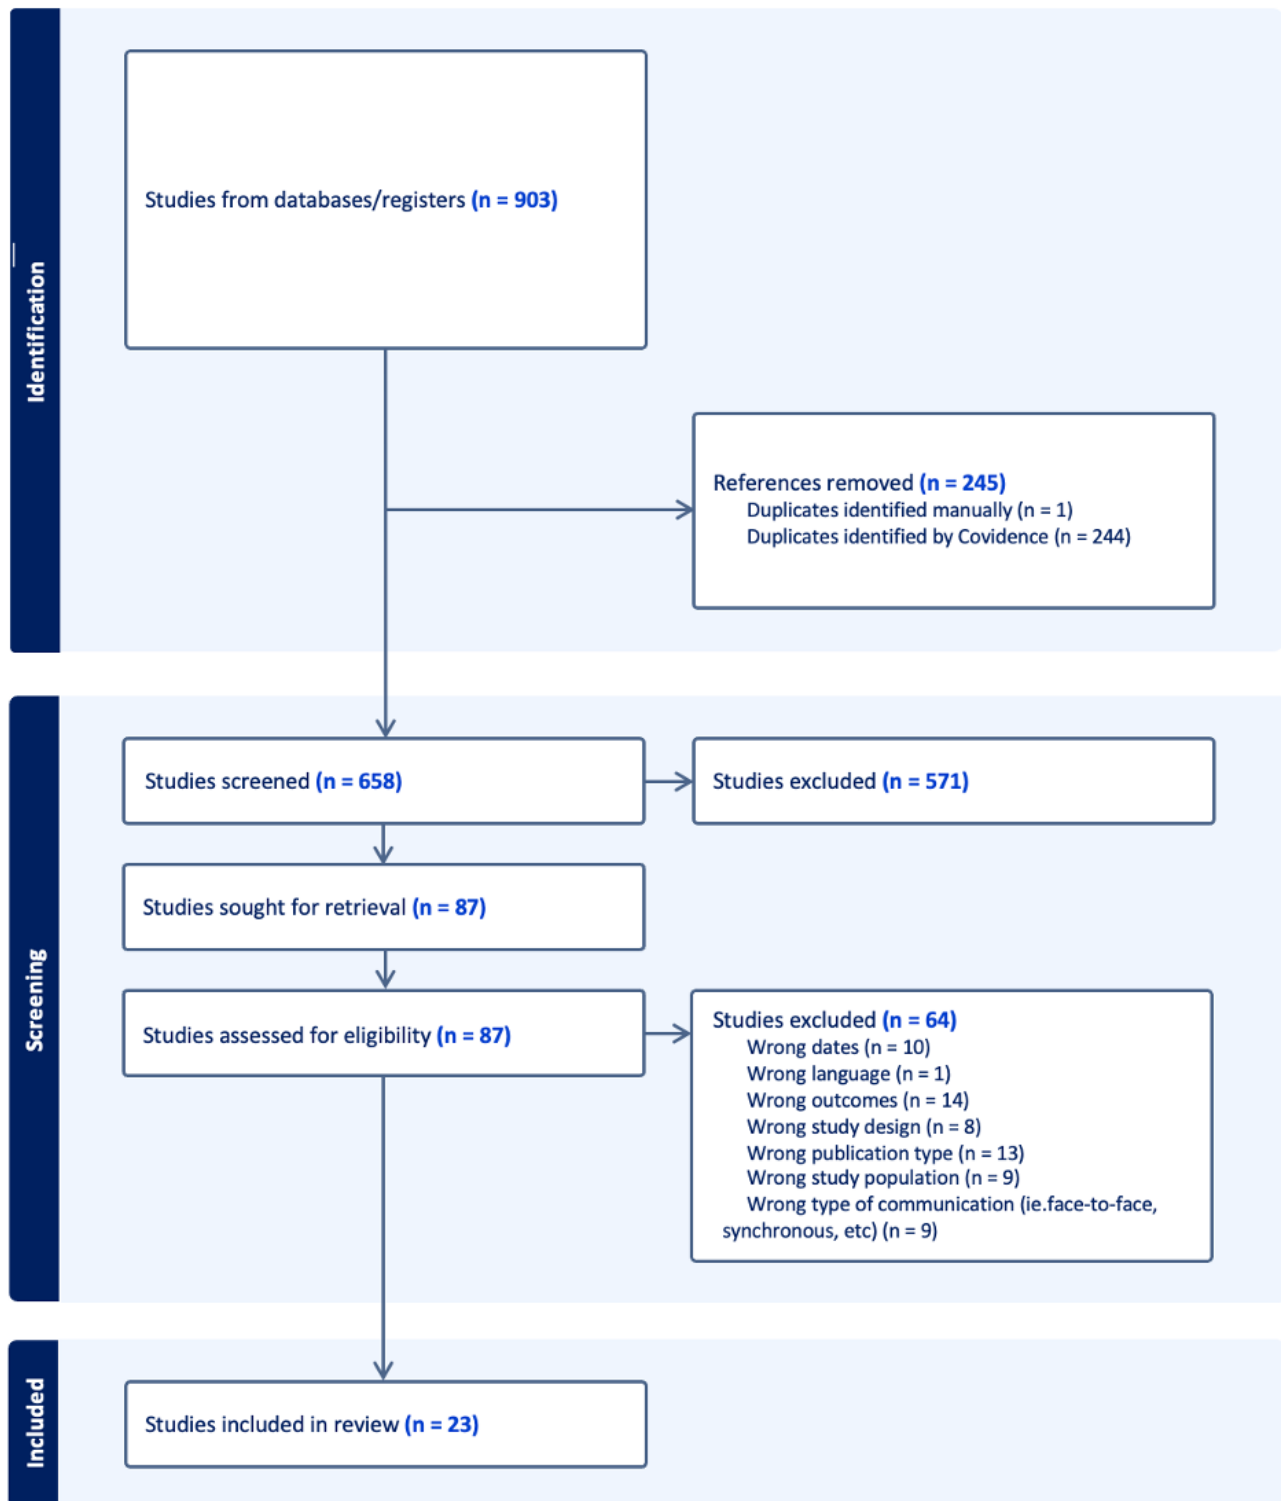 Identification
Studies from databases/registers (n = 903)
References removed (n = 245)
Duplicates identified manually (n = 1)
Duplicates identified by Covidence (n = 244)
Screening
Studies screened (n = 658)
Studies excluded (n = 571)
Studies sought for retrieval (n = 87)
Studies assessed for eligibility (n = 87)
Studies excluded (n = 64)
Wrong dates (n = 10)
Wrong language (n = 1)
Wrong outcomes (n = 14)
Wrong study design (n = 8)
Wrong publication type (n = 13)
Wrong study population (n = 9)
Wrong type of communication (ie.face-to-face,
synchronous, etc) (n = 9)
Included
Studies included in review (n = 23)